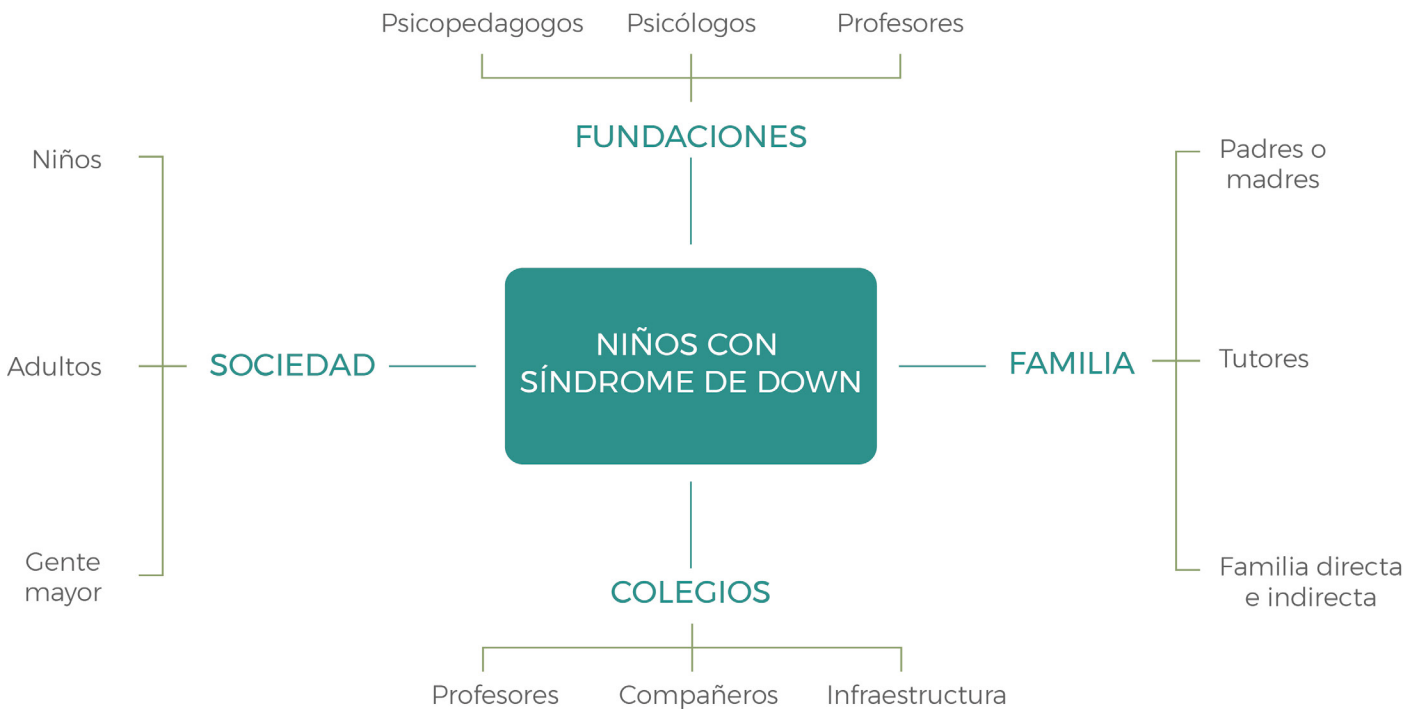 Psicopedagogos
Psicólogos
Profesores
FUNDACIONES
Niños
Adultos
Gente
mayor
SOCIEDAD
NIÑOS CON
SÍNDROME DE DOWN
FAMILIA
Padres o
madres
Tutores
Familia directa
e indirecta
COLEGIOS
Profesores
Compañeros
Infraestructura